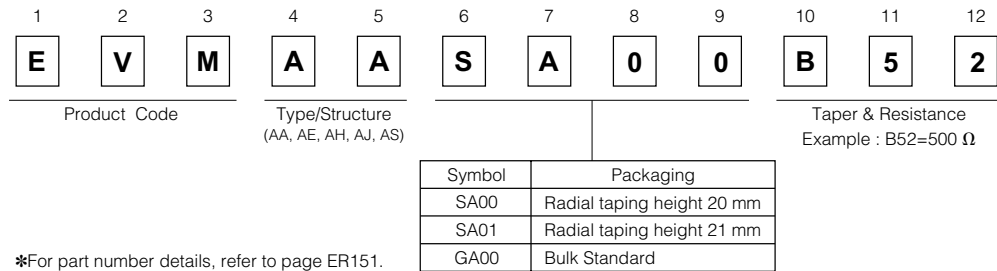 1 2 3 4 5 6 7 8 9 10 11 12
E V M A A S A 0 0 B 5 2
Product Code Type/Structure Taper & Resistance
(AA, AE, AH, AJ, AS) Example : B52=500 Ω
Symbol Packaging
SA00 Radial taping height 20 mm
SA01 Radial taping height 21 mm
GA00 Bulk Standard
✻For part number details, refer to page ER151.